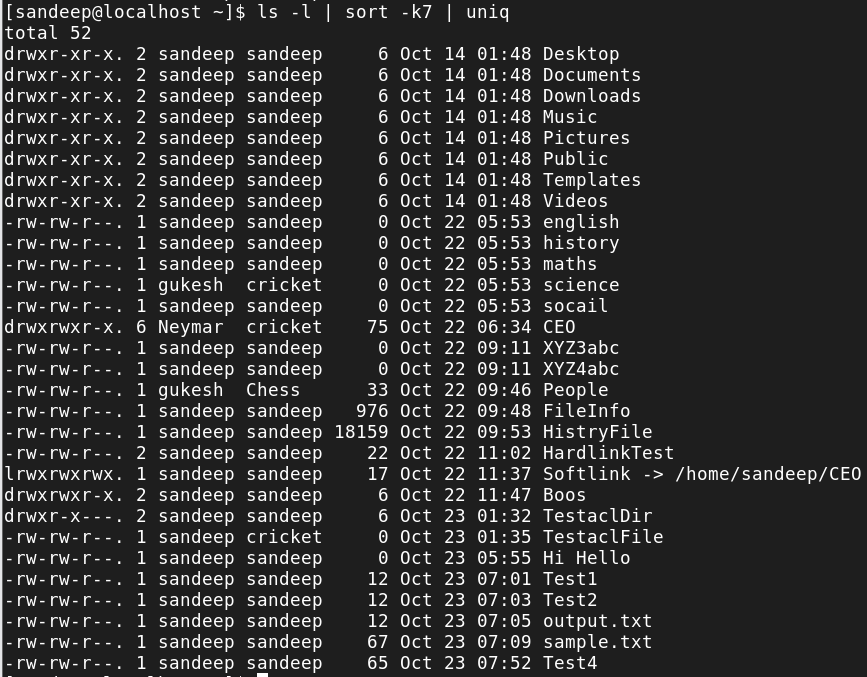 [sandeep@localhost ~]$ ls -l | sort -k7 | uniq
total 52
drwxr-xr-x. 2 sandeep sandeep     6 Oct 14 01:48 Desktop
drwxr-xr-x. 2 sandeep sandeep     6 Oct 14 01:48 Documents
drwxr-xr-x. 2 sandeep sandeep     6 Oct 14 01:48 Downloads
drwxr-xr-x. 2 sandeep sandeep     6 Oct 14 01:48 Music
drwxr-xr-x. 2 sandeep sandeep     6 Oct 14 01:48 Pictures
drwxr-xr-x. 2 sandeep sandeep     6 Oct 14 01:48 Public
drwxr-xr-x. 2 sandeep sandeep     6 Oct 14 01:48 Templates
drwxr-xr-x. 2 sandeep sandeep     6 Oct 14 01:48 Videos
-rw-rw-r--. 1 sandeep sandeep     0 Oct 22 05:53 english
-rw-rw-r--. 1 sandeep sandeep     0 Oct 22 05:53 history
-rw-rw-r--. 1 sandeep sandeep     0 Oct 22 05:53 maths
-rw-rw-r--. 1 gukesh  cricket     0 Oct 22 05:53 science
-rw-rw-r--. 1 sandeep sandeep     0 Oct 22 05:53 socail
drwxrwxr-x. 6 Neymar  cricket    75 Oct 22 06:34 CEO
-rw-rw-r--. 1 sandeep sandeep     0 Oct 22 09:11 XYZ3abc
-rw-rw-r--. 1 sandeep sandeep     0 Oct 22 09:11 XYZ4abc
-rw-rw-r--. 1 gukesh  Chess      33 Oct 22 09:46 People
-rw-rw-r--. 1 sandeep sandeep   976 Oct 22 09:48 FileInfo
-rw-rw-r--. 1 sandeep sandeep 18159 Oct 22 09:53 HistryFile
-rw-rw-r--. 2 sandeep sandeep    22 Oct 22 11:02 HardlinkTest
lrwxrwxrwx. 1 sandeep sandeep    17 Oct 22 11:37 Softlink -> /home/sandeep/CEO
drwxrwxr-x. 2 sandeep sandeep     6 Oct 22 11:47 Boos
drwxr-x---. 2 sandeep sandeep     6 Oct 23 01:32 TestaclDir
-rw-rw-r--. 1 sandeep cricket     0 Oct 23 01:35 TestaclFile
-rw-rw-r--. 1 sandeep sandeep     0 Oct 23 05:55 Hi Hello
-rw-rw-r--. 1 sandeep sandeep    12 Oct 23 07:01 Test1
-rw-rw-r--. 1 sandeep sandeep    12 Oct 23 07:03 Test2
-rw-rw-r--. 1 sandeep sandeep    12 Oct 23 07:05 output.txt
-rw-rw-r--. 1 sandeep sandeep    67 Oct 23 07:09 sample.txt
-rw-rw-r--. 1 sandeep sandeep    65 Oct 23 07:52 Test4